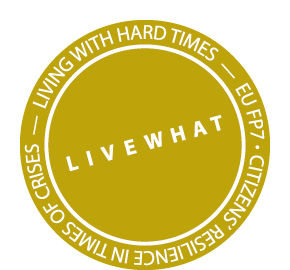 — LIVING WITH HARD TIMES — EU FP7 • CITIZENS' RESILIENCE IN TIMES OF CRISES
LIVEWHAT